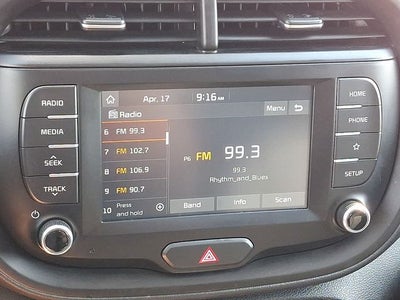 Apr. 17 9:16 AM
Radio Menu
6 FM 99.3
7 FM 102.7
8 FM 106.9
9 FM 90.7
10 Press and hold
P6 FM 99.3
99.3
Rhythm_and_Blues
Band Info Scan
RADIO
MEDIA
SEEK
TRACK
HOME
PHONE
SETUP